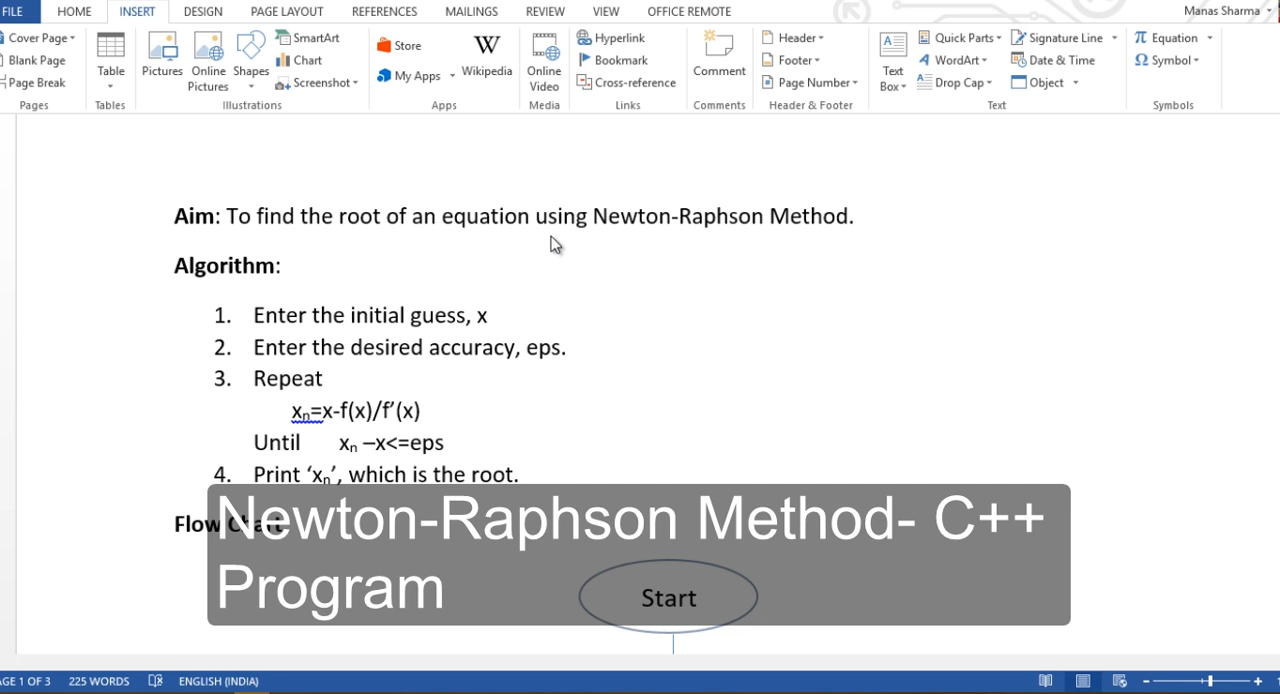 FILE HOME INSERT DESIGN PAGE LAYOUT REFERENCES MAILINGS REVIEW VIEW OFFICE REMOTE Manas Sharma
Cover Page
Blank Page
Page Break
Pages
Table
Tables
Pictures
Online Pictures
Shapes
SmartArt
Chart
Screenshot
Illustrations
Store
My Apps
Wikipedia
Apps
Online Video
Media
Hyperlink
Bookmark
Cross-reference
Links
Comment
Comments
Header
Footer
Page Number
Header & Footer
Text Box
Quick Parts
WordArt
Drop Cap
Signature Line
Date & Time
Object
Text
π Equation
Ω Symbol
Symbols
Aim: To find the root of an equation using Newton-Raphson Method.
Algorithm:
1. Enter the initial guess, x
2. Enter the desired accuracy, eps.
3. Repeat
xn=x-f(x)/f’(x)
Until xn –x<=eps
4. Print ‘xn’, which is the root.
Flow Chart
Newton-Raphson Method- C++
Program
Start
AGE 1 OF 3 225 WORDS ENGLISH (INDIA)